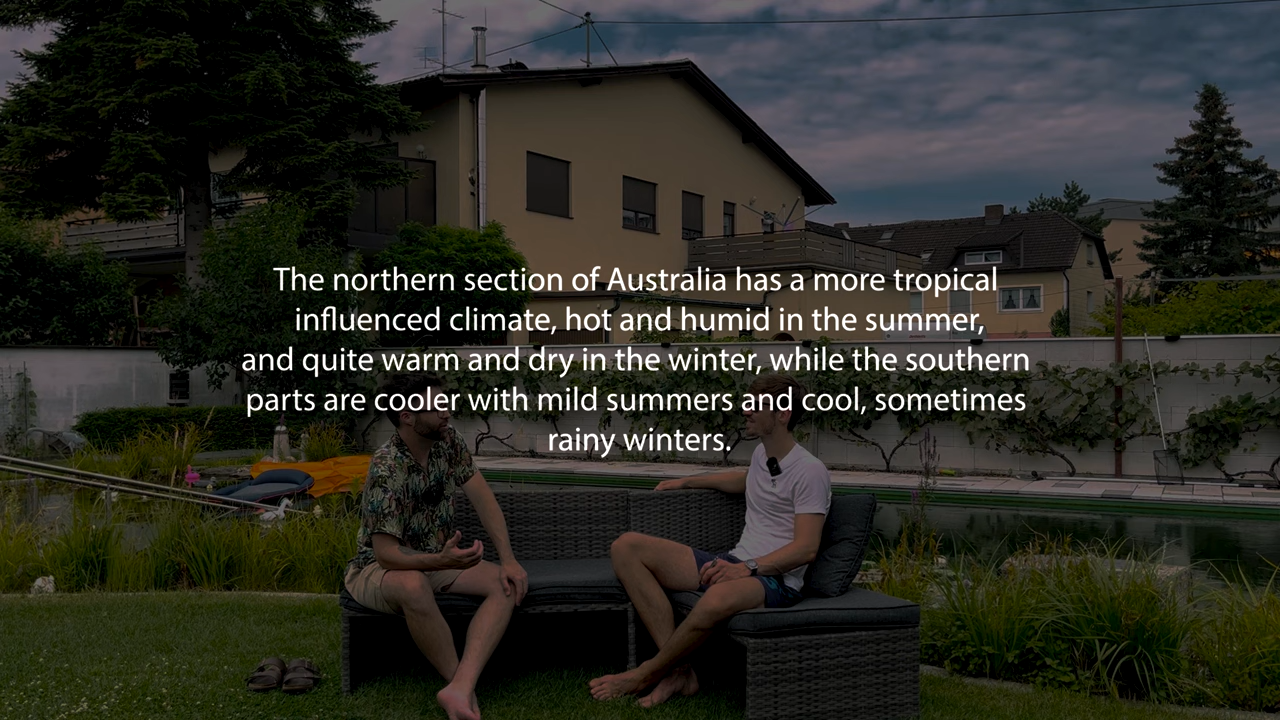 The northern section of Australia has a more tropical
influenced climate, hot and humid in the summer,
and quite warm and dry in the winter, while the southern
parts are cooler with mild summers and cool, sometimes
rainy winters.